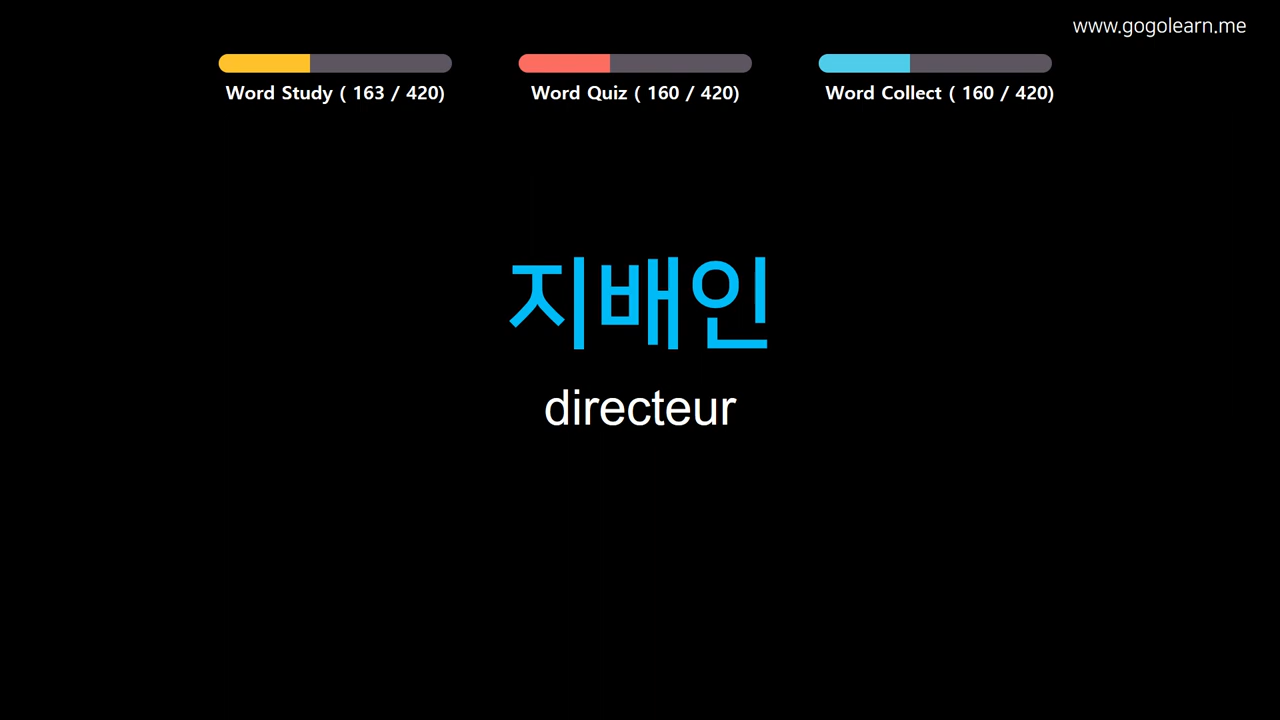 www.gogolearn.me
Word Study ( 163 / 420)
Word Quiz ( 160 / 420)
Word Collect ( 160 / 420)
지배인
directeur